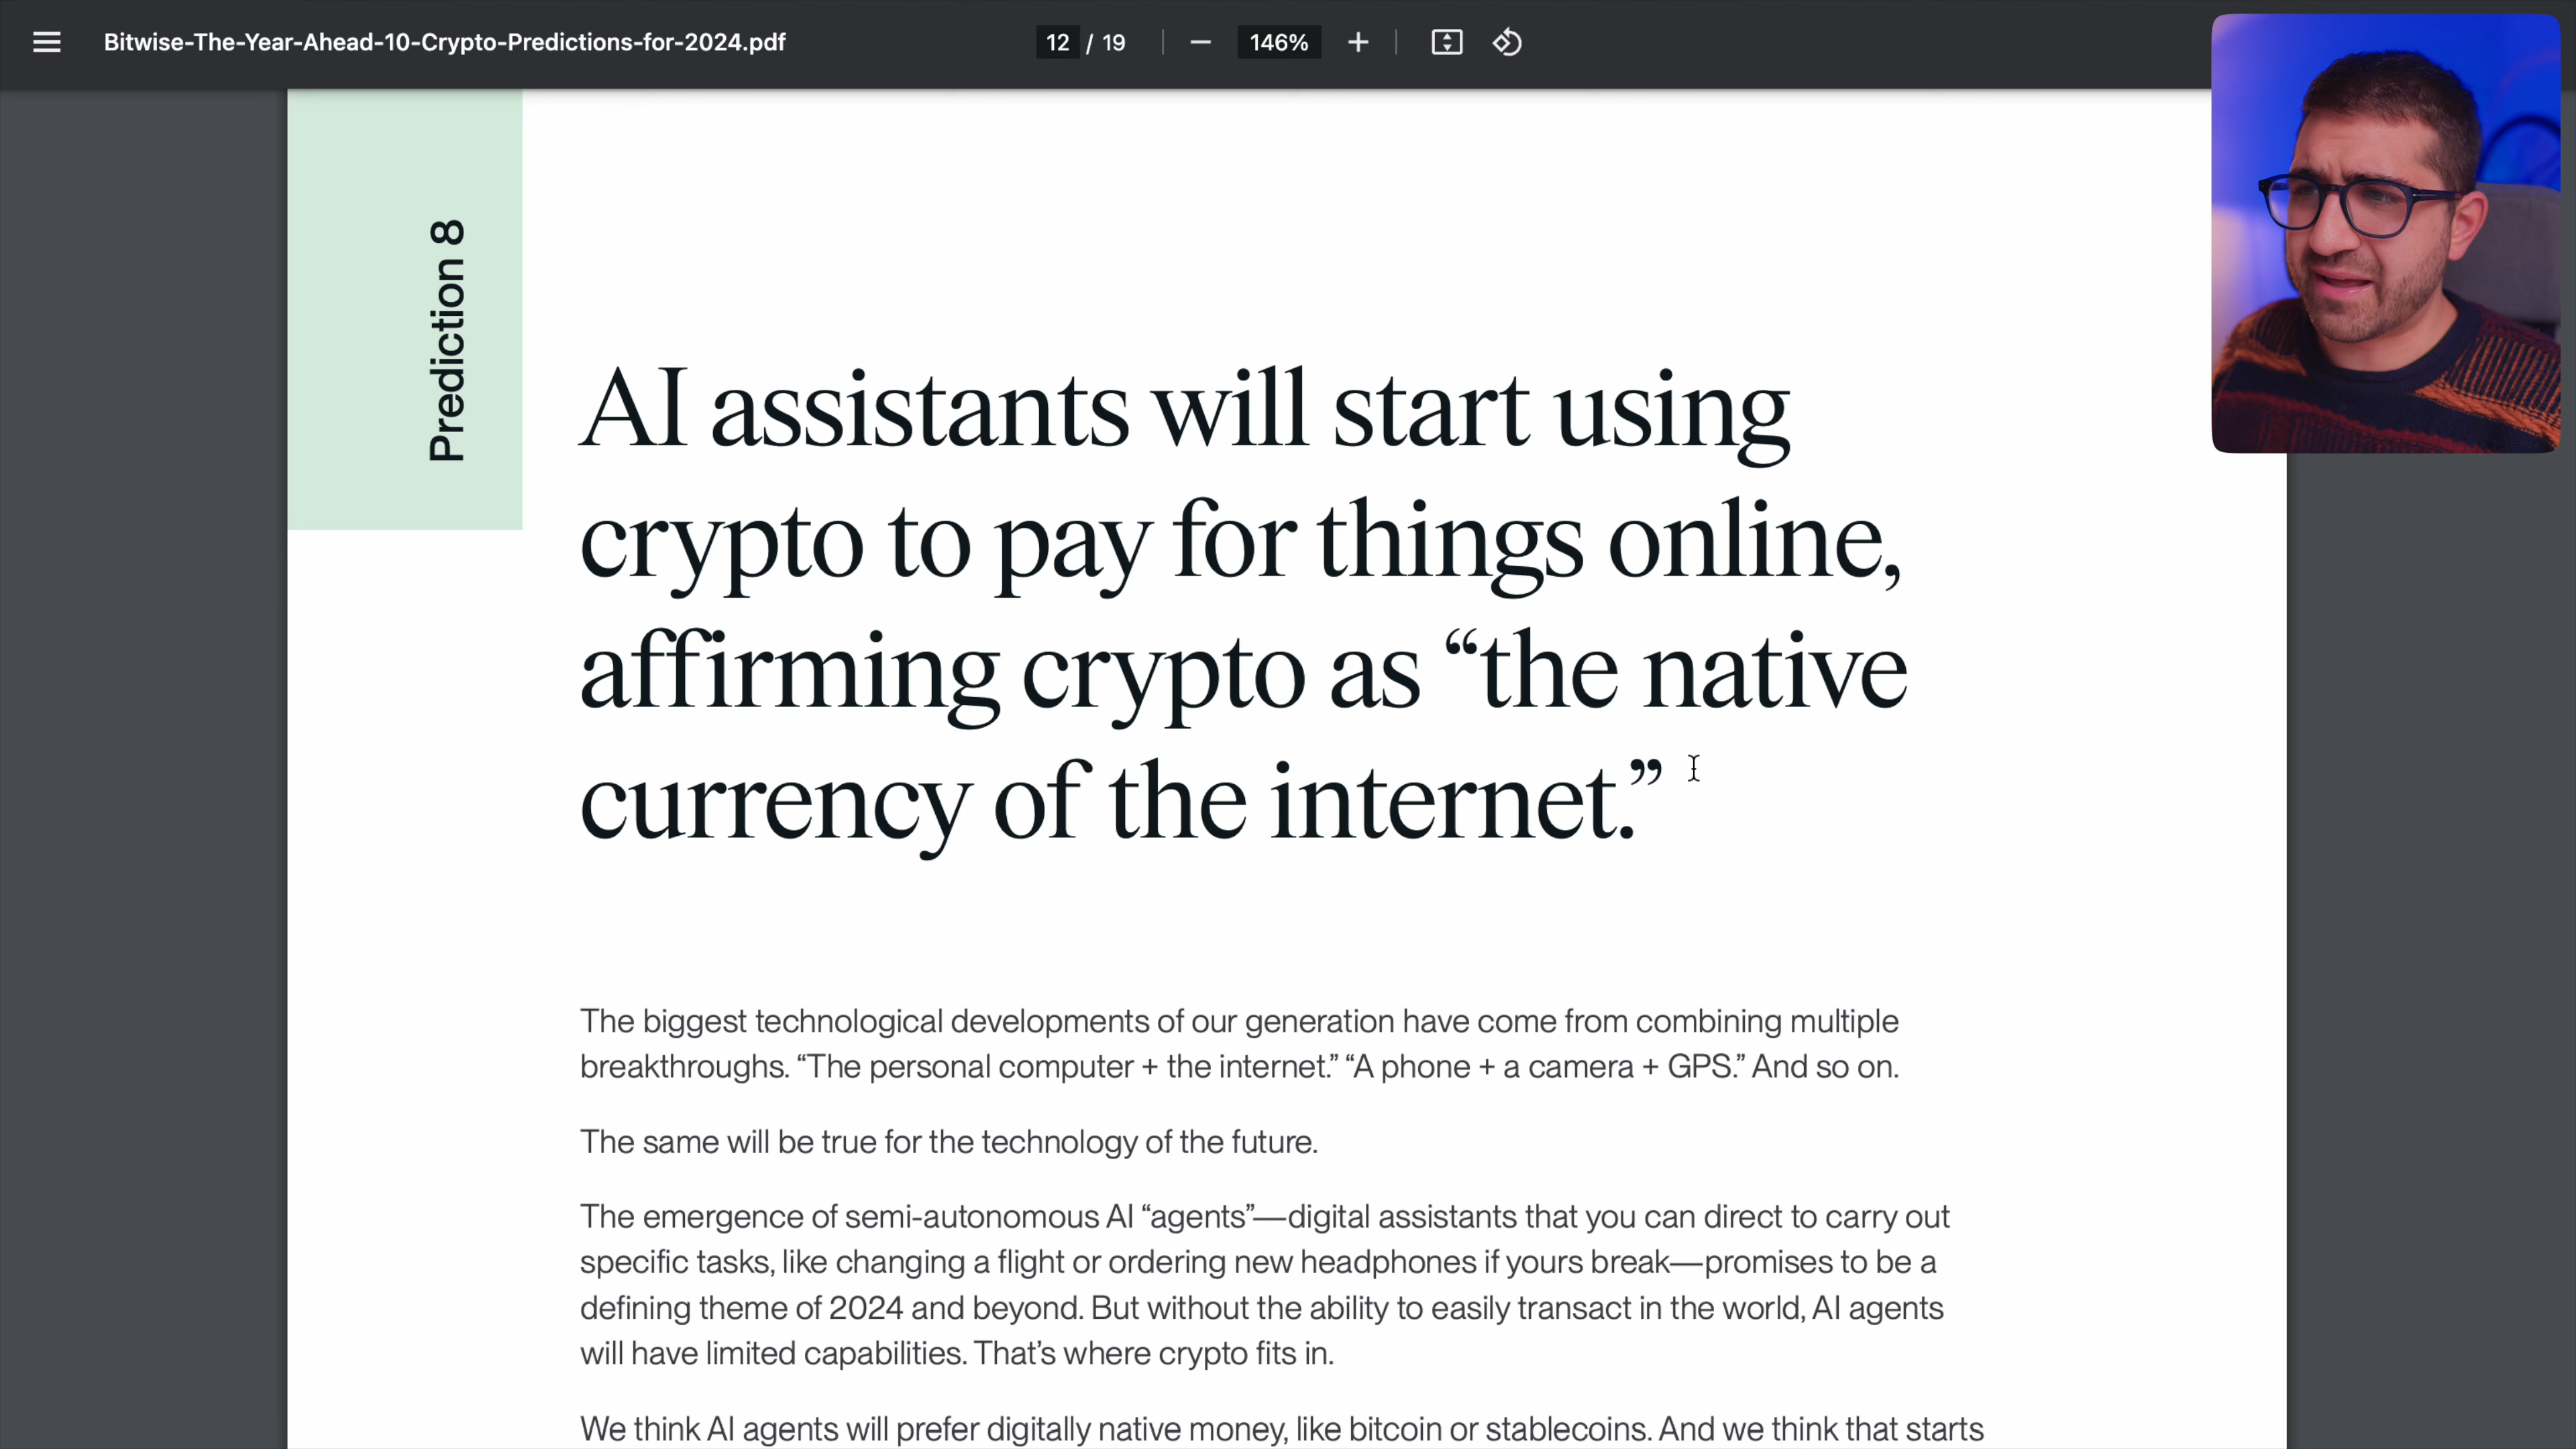 Bitwise-The-Year-Ahead-10-Crypto-Predictions-for-2024.pdf
12 / 19
146%
Prediction 8
AI assistants will start using
crypto to pay for things online,
affirming crypto as “the native
currency of the internet.”
The biggest technological developments of our generation have come from combining multiple
breakthroughs. “The personal computer + the internet.” “A phone + a camera + GPS.” And so on.
The same will be true for the technology of the future.
The emergence of semi-autonomous AI “agents”—digital assistants that you can direct to carry out
specific tasks, like changing a flight or ordering new headphones if yours break—promises to be a
defining theme of 2024 and beyond. But without the ability to easily transact in the world, AI agents
will have limited capabilities. That’s where crypto fits in.
We think AI agents will prefer digitally native money, like bitcoin or stablecoins. And we think that starts